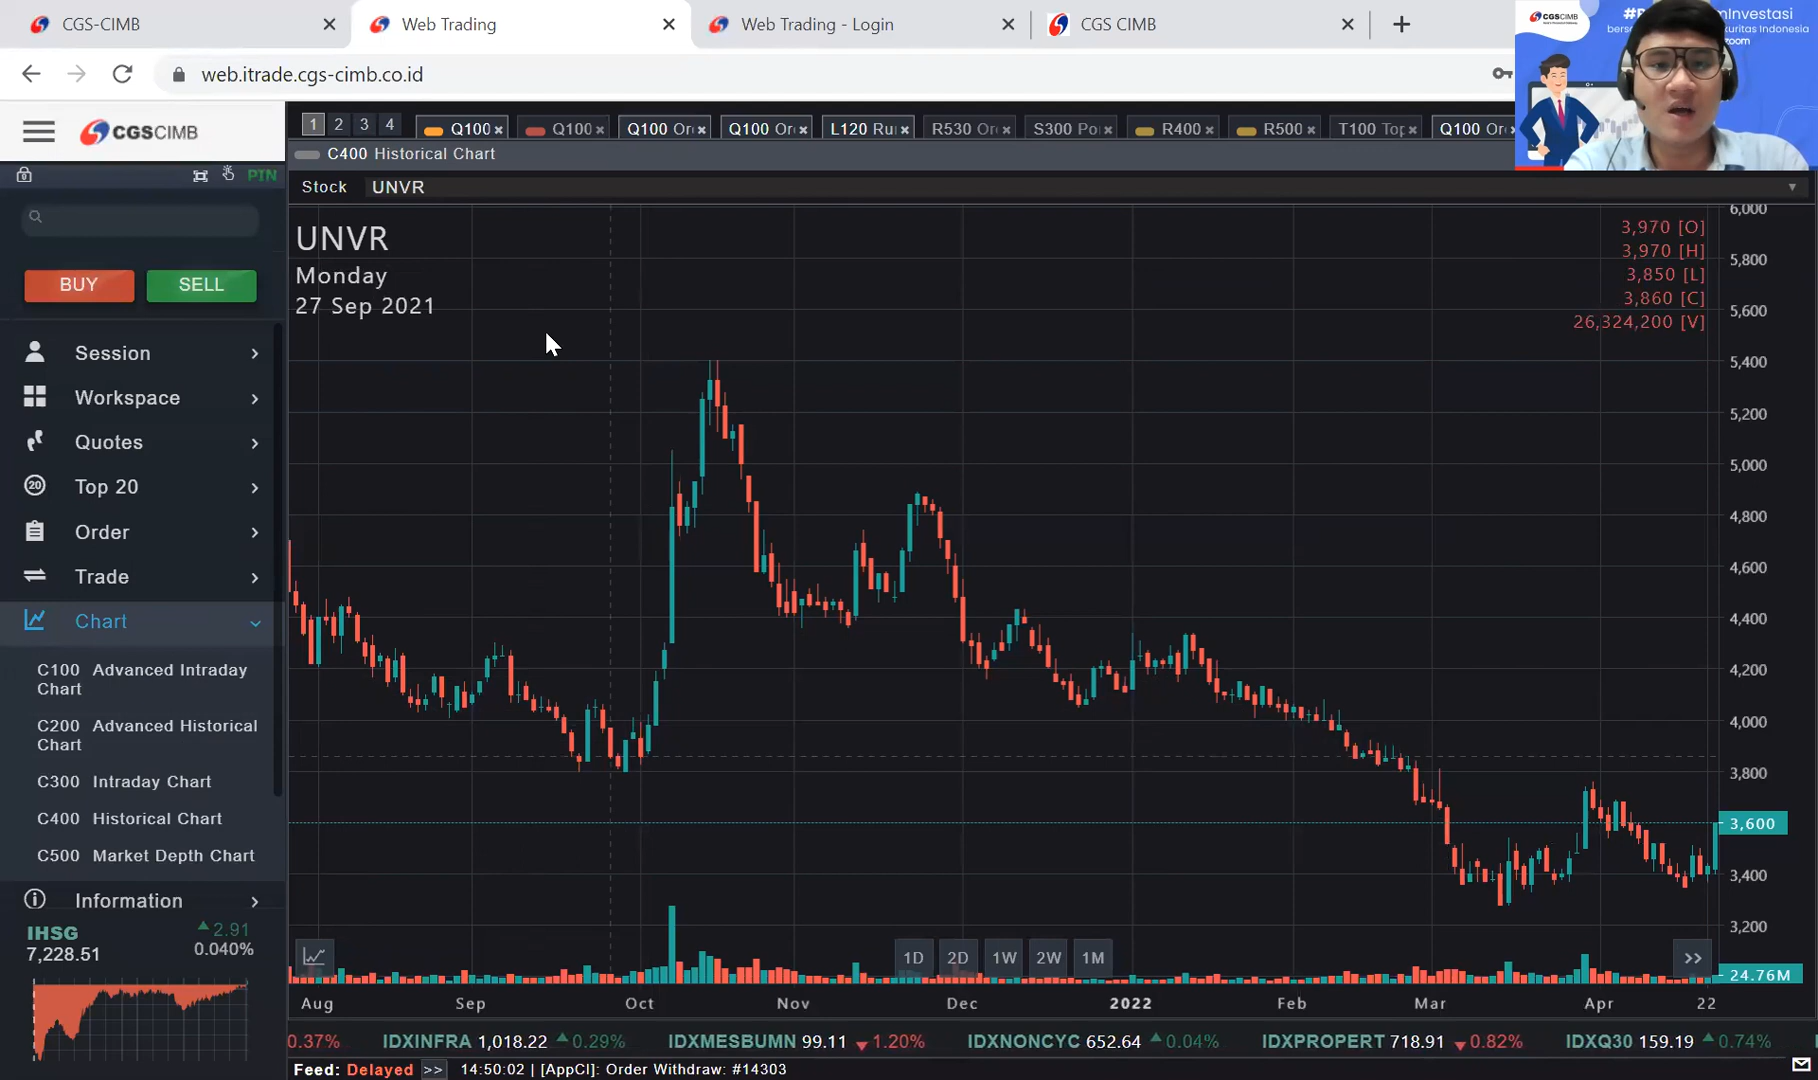 CGS-CIMB
Web Trading
Web Trading - Login
CGS CIMB
web.itrade.cgs-cimb.co.id
CGSCIMB
#B
mInvestasi
bers
kuritas Indonesia
zoom
CGSCIMB
1 2 3 4
Q100
Q100
Q100 Or
Q100 Or
L120 Ru
R530 Or
S300 Po
R400
R500
T100 Top
Q100 Or
C400 Historical Chart
PIN
Stock UNVR
BUY
SELL
UNVR
Monday
27 Sep 2021
3,970 [O]
3,970 [H]
3,850 [L]
3,860 [C]
26,324,200 [V]
Session
Workspace
Quotes
20 Top 20
Order
Trade
Chart
C100 Advanced Intraday
Chart
C200 Advanced Historical
Chart
C300 Intraday Chart
C400 Historical Chart
C500 Market Depth Chart
Information
IHSG
2.91
7,228.51
0.040%
6,000
5,800
5,600
5,400
5,200
5,000
4,800
4,600
4,400
4,200
4,000
3,800
3,600
3,400
3,200
24.76M
1D 2D 1W 2W 1M >>
Aug Sep Oct Nov Dec 2022 Feb Mar Apr 22
0.37% IDXINFRA 1,018.22 0.29% IDXMESBUMN 99.11 1.20% IDXNONCYC 652.64 0.04% IDXPROPERT 718.91 0.82% IDXQ30 159.19 0.74%
Feed: Delayed >> 14:50:02 | [AppCl]: Order Withdraw: #14303